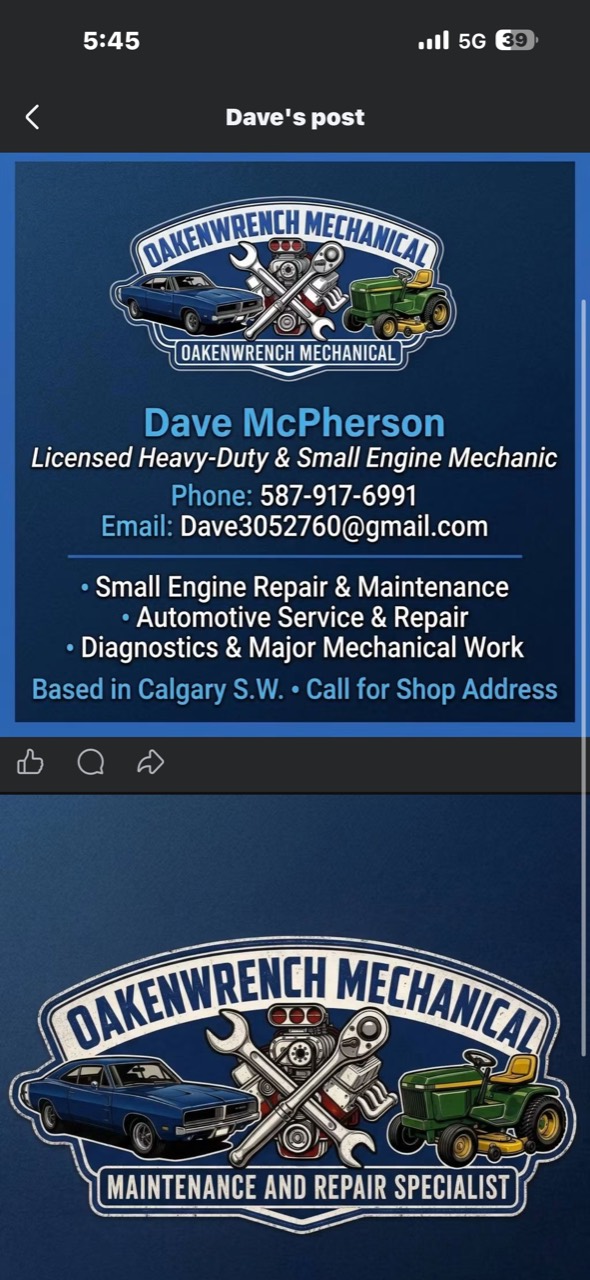 5:45
5G 39
Dave's post
OAKENWRENCH MECHANICAL
OAKENWRENCH MECHANICAL
Dave McPherson
Licensed Heavy-Duty & Small Engine Mechanic
Phone: 587-917-6991
Email: Dave3052760@gmail.com
• Small Engine Repair & Maintenance
• Automotive Service & Repair
• Diagnostics & Major Mechanical Work
Based in Calgary S.W. • Call for Shop Address
OAKENWRENCH MECHANICAL
MAINTENANCE AND REPAIR SPECIALIST